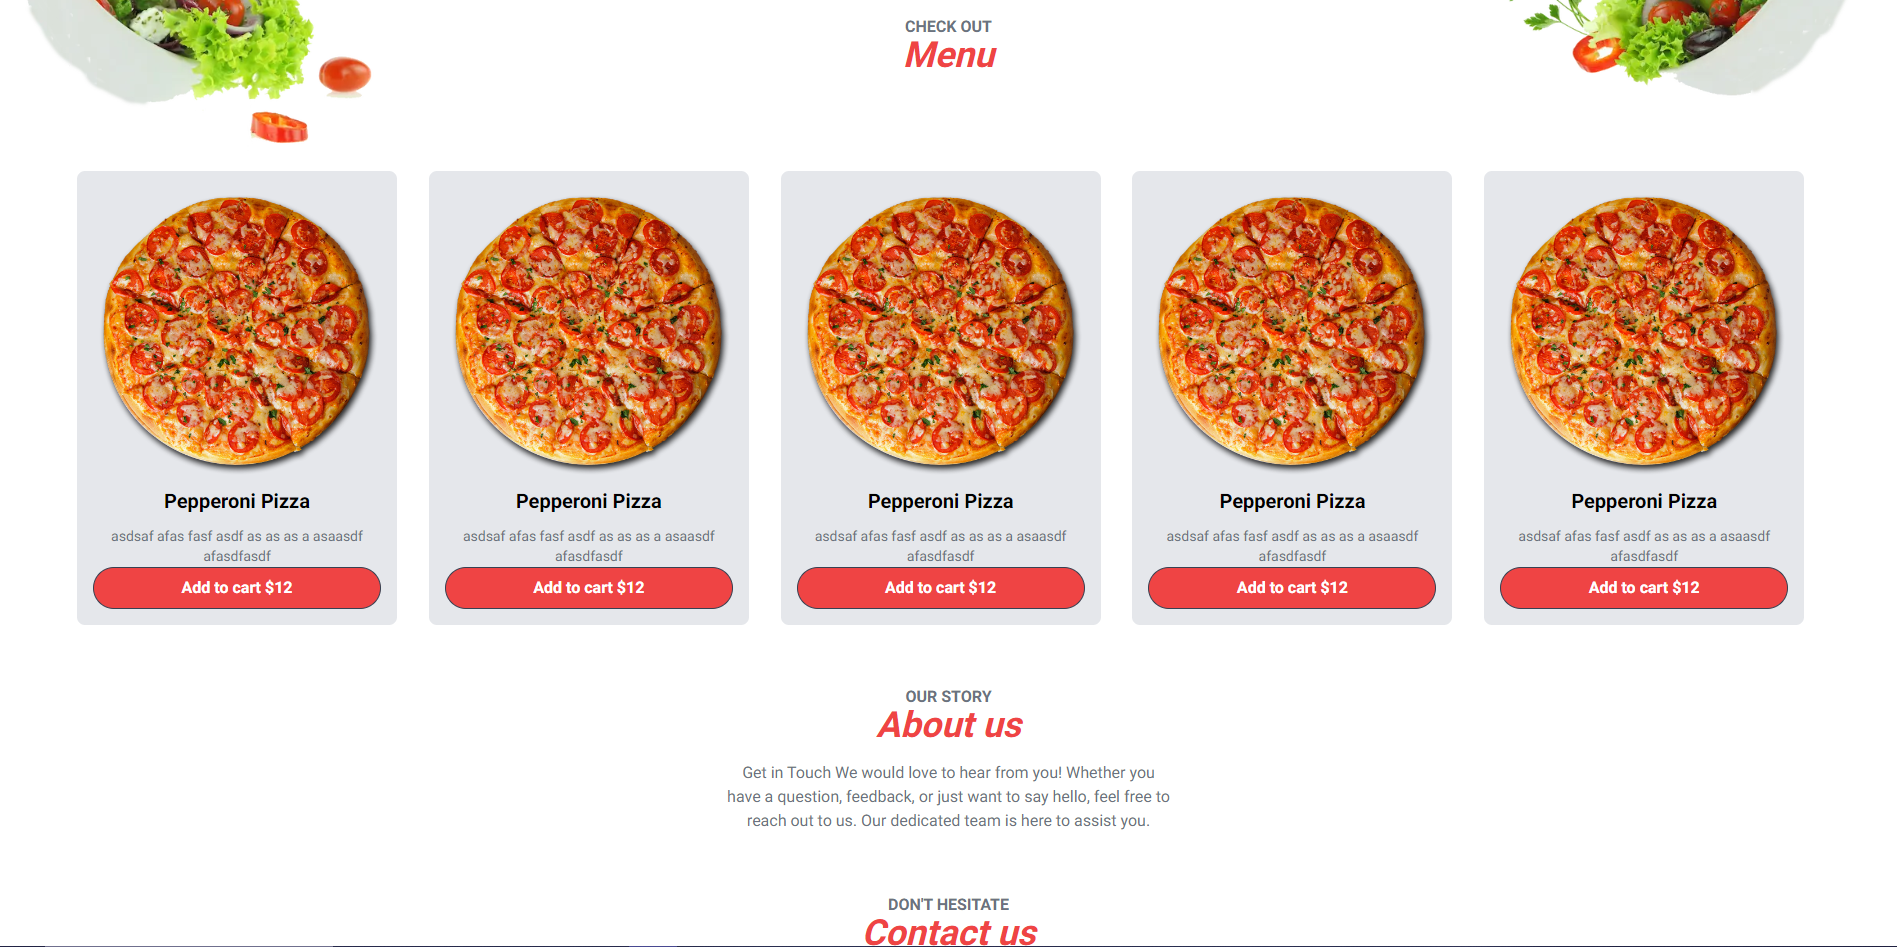 CHECK OUT
Menu
Pepperoni Pizza
asdsaf afas fasf asdf as as as a asaasdf
afasdfasdf
Add to cart $12
Pepperoni Pizza
asdsaf afas fasf asdf as as as a asaasdf
afasdfasdf
Add to cart $12
Pepperoni Pizza
asdsaf afas fasf asdf as as as a asaasdf
afasdfasdf
Add to cart $12
Pepperoni Pizza
asdsaf afas fasf asdf as as as a asaasdf
afasdfasdf
Add to cart $12
Pepperoni Pizza
asdsaf afas fasf asdf as as as a asaasdf
afasdfasdf
Add to cart $12
OUR STORY
About us
Get in Touch We would love to hear from you! Whether you
have a question, feedback, or just want to say hello, feel free to
reach out to us. Our dedicated team is here to assist you.
DON'T HESITATE
Contact us